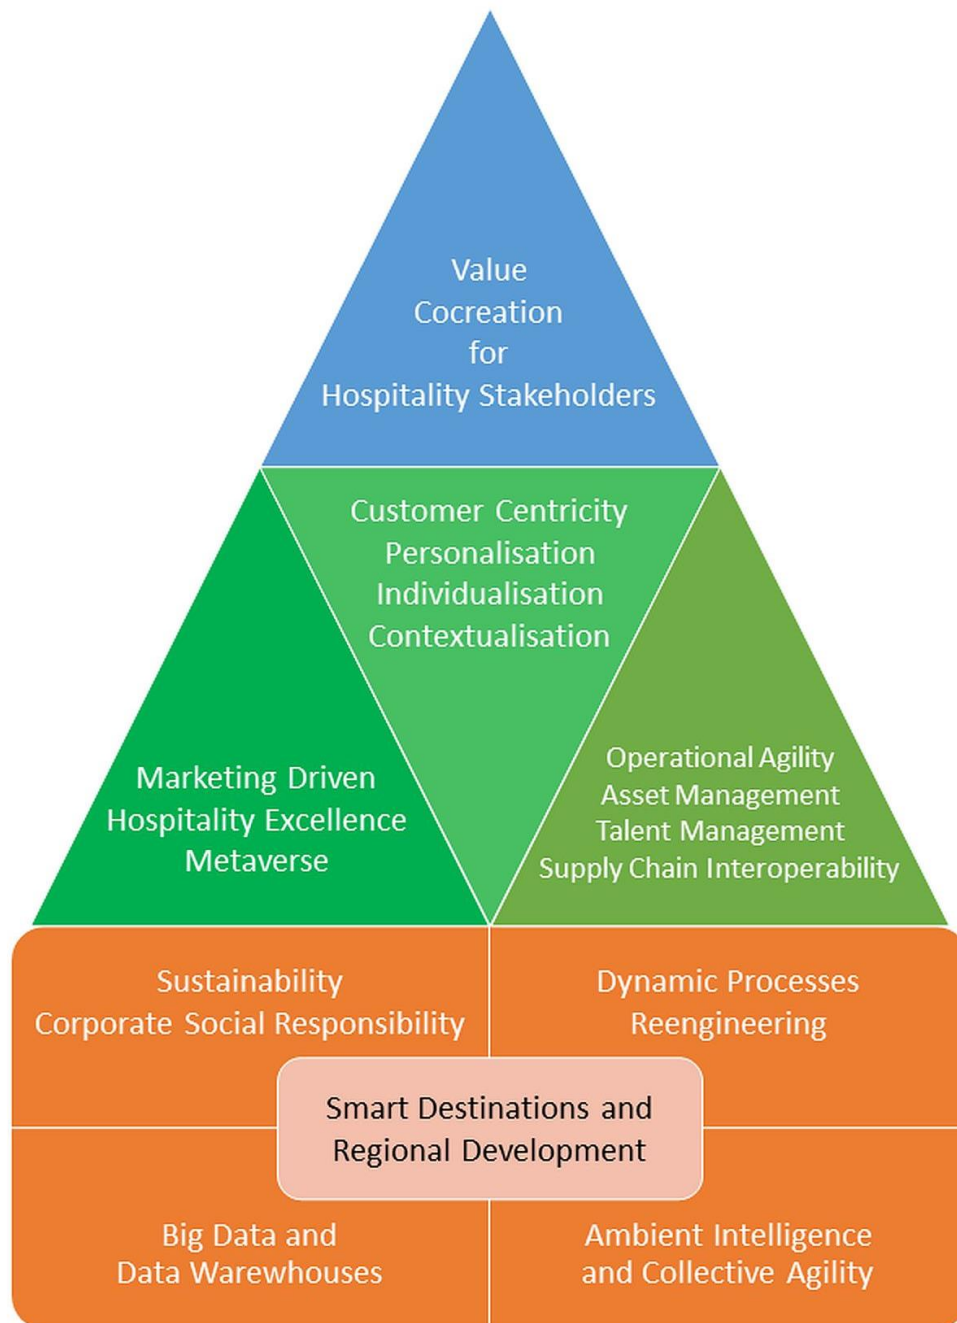 Value
Cocreation
for
Hospitality Stakeholders
Customer Centricity
Personalisation
Individualisation
Contextualisation
Marketing Driven
Hospitality Excellence
Metaverse
Operational Agility
Asset Management
Talent Management
Supply Chain Interoperability
Sustainability
Corporate Social Responsibility
Dynamic Processes
Reengineering
Smart Destinations and
Regional Development
Big Data and
Data Warewhouses
Ambient Intelligence
and Collective Agility